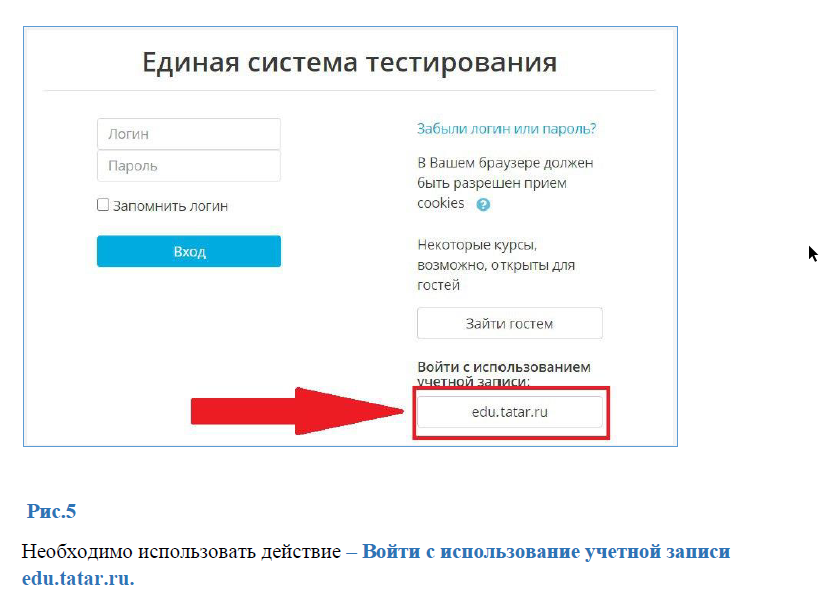 Единая система тестирования
Логин
Пароль
Запомнить логин
Вход
Забыли логин или пароль?
В Вашем браузере должен
быть разрешен прием
cookies ?
Некоторые курсы,
возможно, открыты для
гостей
Зайти гостем
Войти с использованием
учетной записи:
edu.tatar.ru
Рис.5
Необходимо использовать действие – Войти с использование учетной записи
edu.tatar.ru.